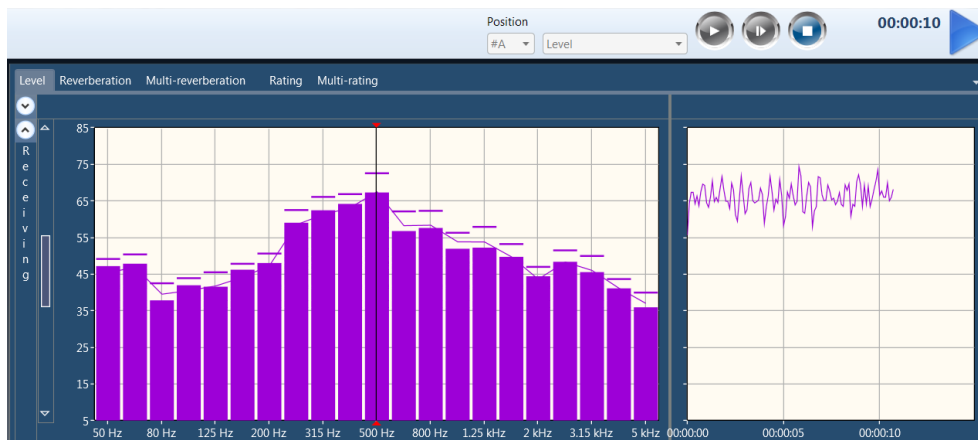 Position
#A Level 00:00:10
Level Reverberation Multi-reverberation Rating Multi-rating
Receiving
85
75
65
55
45
35
25
15
5
50 Hz 80 Hz 125 Hz 200 Hz 315 Hz 500 Hz 800 Hz 1.25 kHz 2 kHz 3.15 kHz 5 kHz 00:00:00 00:00:05 00:00:10